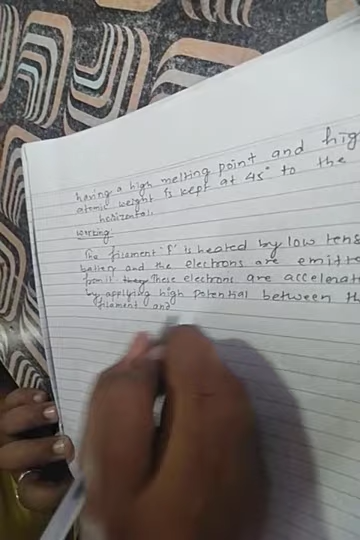 having a high melting point and hig
atomic weight is kept at 45° to the
horizontal.
Working:
The filament 'F' is heated by low tens
battery and the electrons are emitte
from it. These electrons are accelerat
by applying high potential between th
filament and